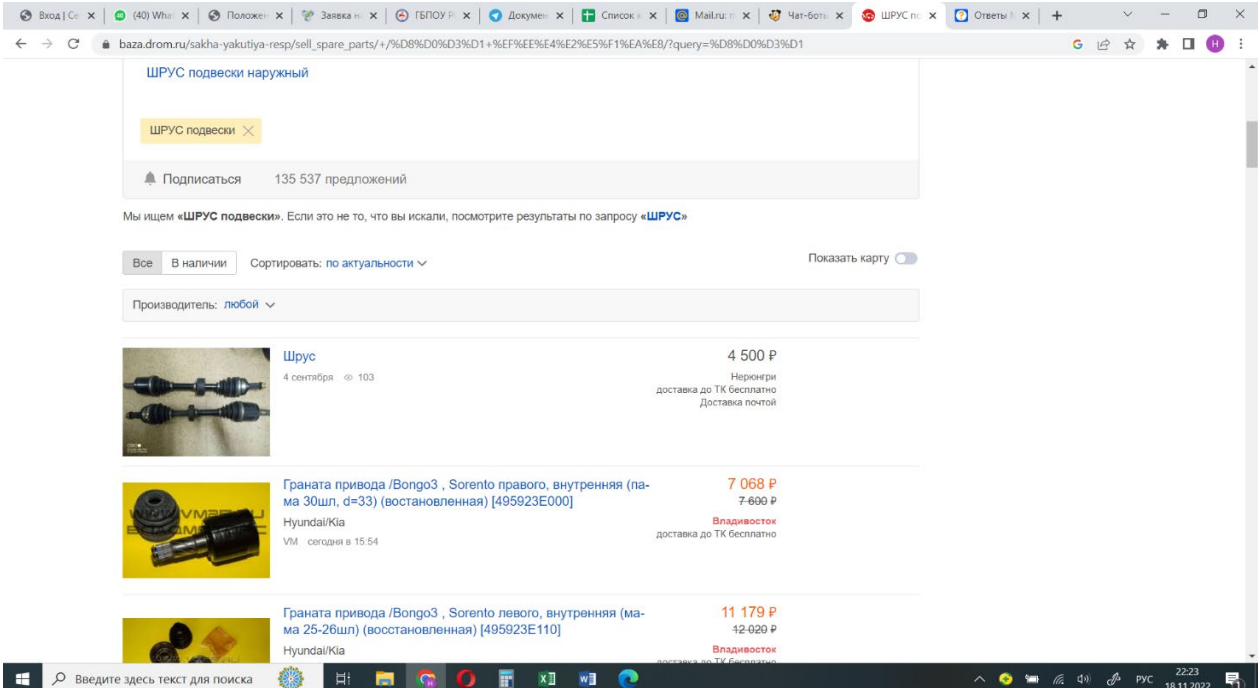 Вход | Се
(40) What
Положен
Заявка на
ГБПОУ Р
Докумен
Список к
Mail.ru: п
Чат-боты
ШРУС по
Ответы М
baza.drom.ru/sakha-yakutiya-resp/sell_spare_parts/+/%D8%D0%D3%D1+%EF%EE%E4%E2%E5%F1%EA%E8/?query=%D8%D0%D3%D1
ШРУС подвески наружный
ШРУС подвески
Подписаться 135 537 предложений
Мы ищем «ШРУС подвески». Если это не то, что вы искали, посмотрите результаты по запросу «ШРУС»
Все В наличии Сортировать: по актуальности Показать карту
Производитель: любой
Шрус 4 500 ₽
4 сентября 103 Нерюнгри
доставка до ТК бесплатно
Доставка почтой
Граната привода /Bongo3 , Sorento правого, внутренняя (па- 7 068 ₽
ма 30шл, d=33) (востановленная) [495923E000] 7 600 ₽
Hyundai/Kia Владивосток
VM сегодня в 15:54 доставка до ТК бесплатно
Граната привода /Bongo3 , Sorento левого, внутренняя (ма- 11 179 ₽
ма 25-26шл) (восстановленная) [495923E110] 12 020 ₽
Hyundai/Kia Владивосток
доставка до ТК бесплатно
Введите здесь текст для поиска
РУС
22:23
18.11.2022